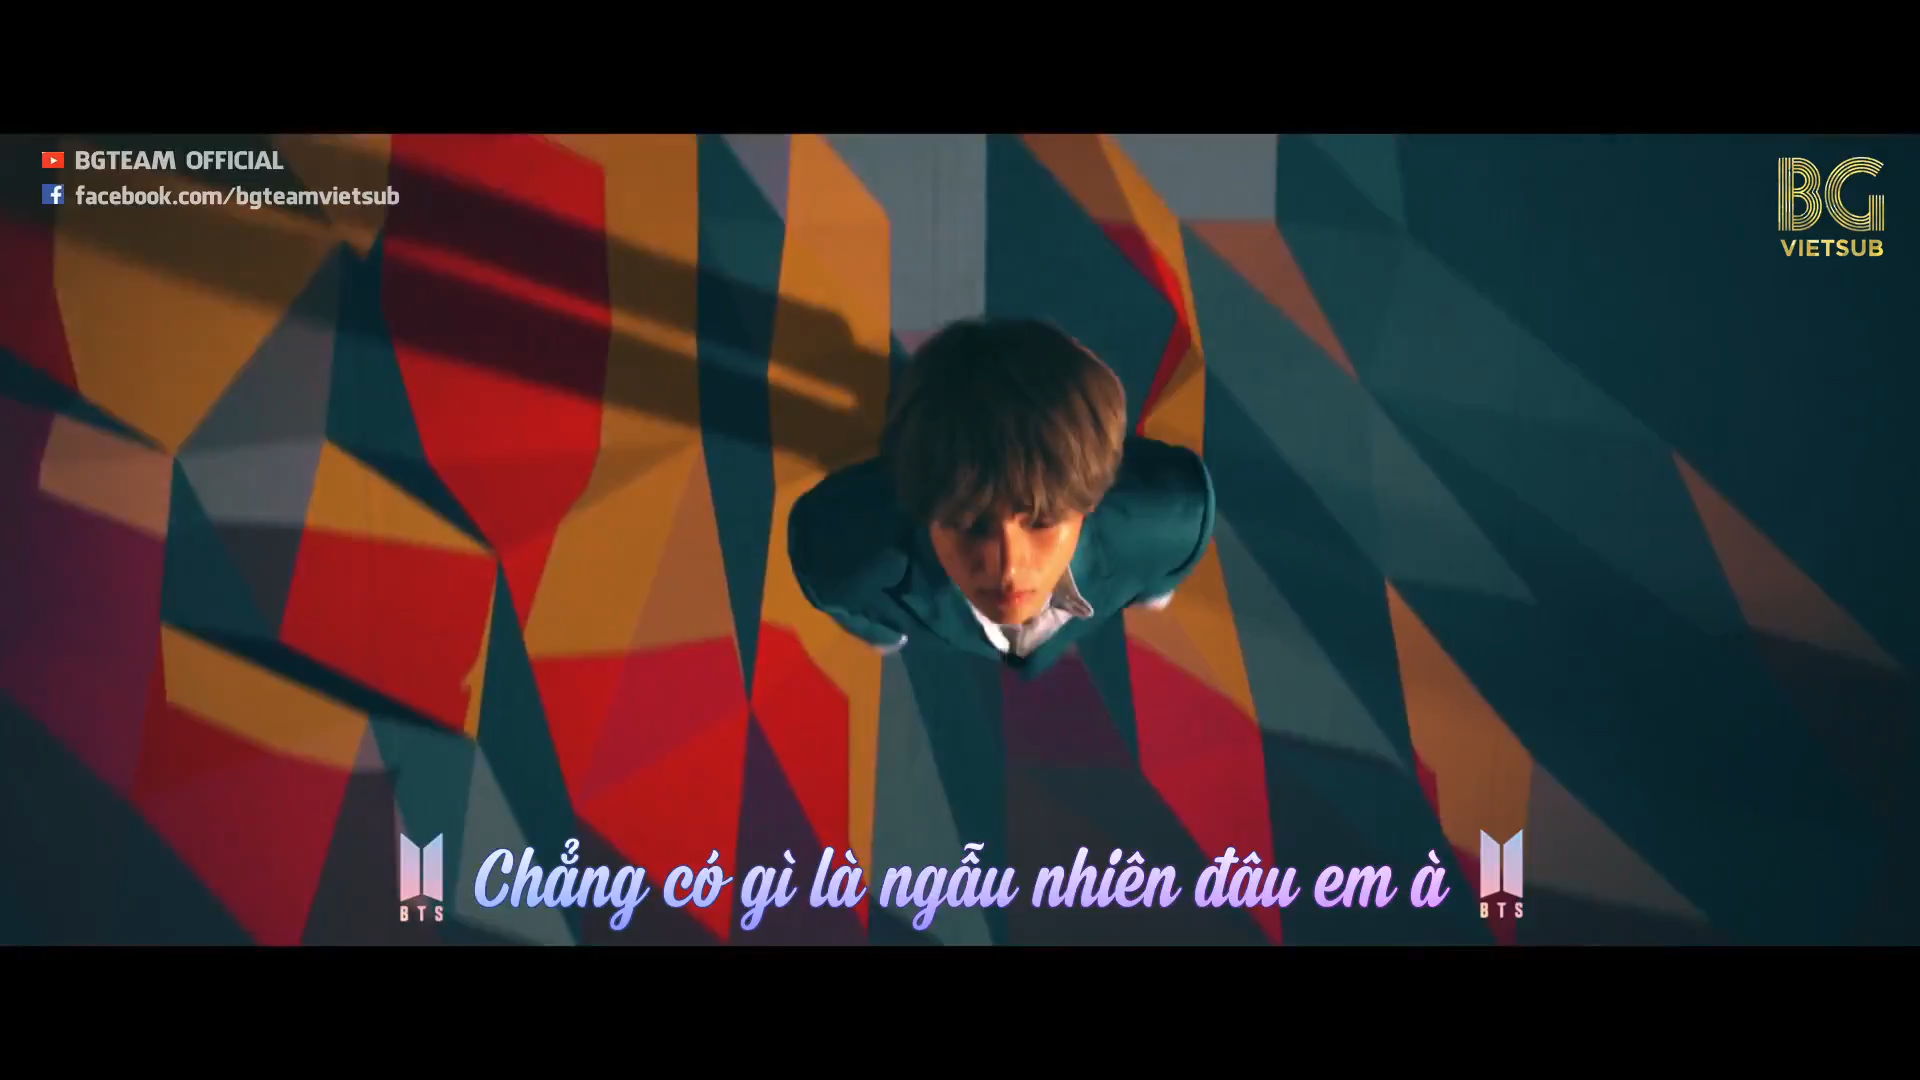 BGTEAM OFFICIAL
facebook.com/bgteamvietsub
BG
VIETSUB
Chẳng có gì là ngẫu nhiên đâu em à
BTS
BTS